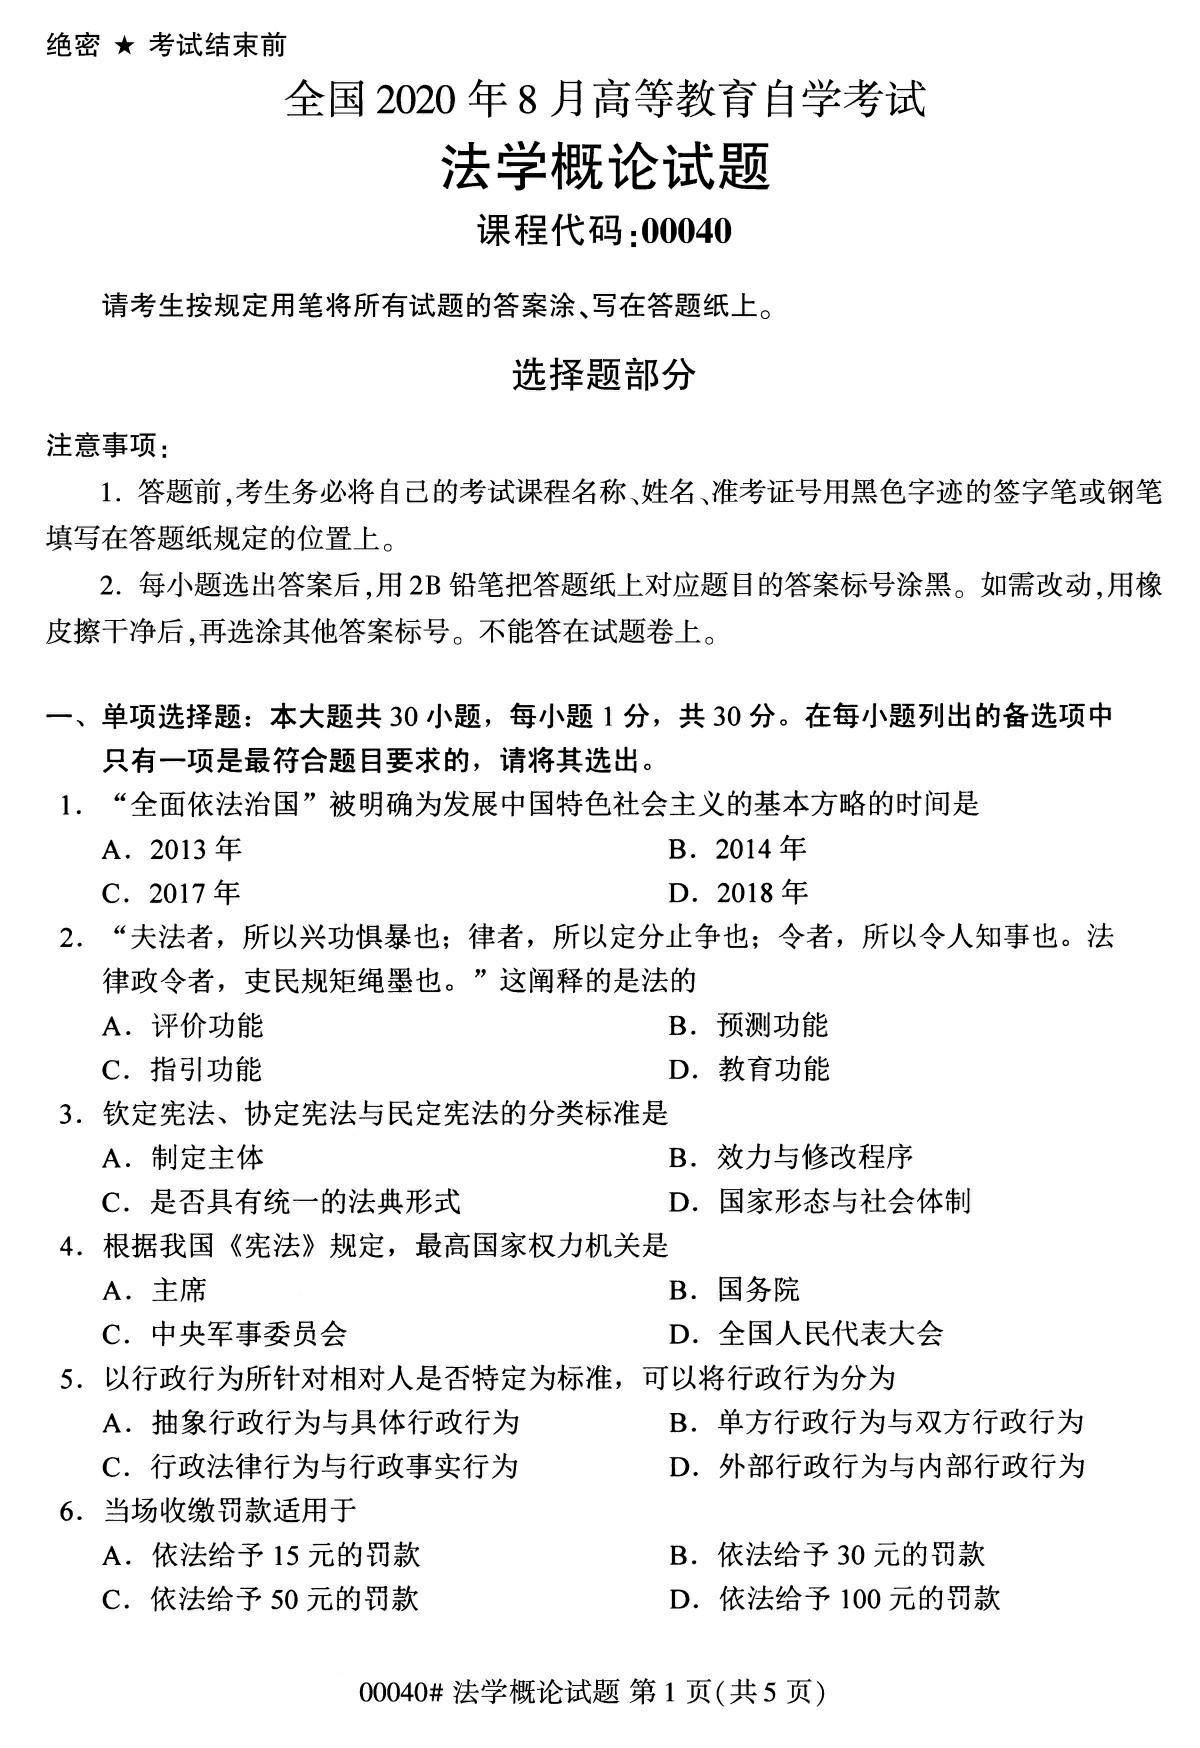 绝密 ★ 考试结束前
全国 2020 年 8 月高等教育自学考试
法学概论试题
课程代码:00040
请考生按规定用笔将所有试题的答案涂、写在答题纸上。
选择题部分
注意事项:
1. 答题前,考生务必将自己的考试课程名称、姓名、准考证号用黑色字迹的签字笔或钢笔
填写在答题纸规定的位置上。
2. 每小题选出答案后,用 2B 铅笔把答题纸上对应题目的答案标号涂黑。如需改动,用橡
皮擦干净后,再选涂其他答案标号。不能答在试题卷上。
一、单项选择题：本大题共 30 小题，每小题 1 分，共 30 分。在每小题列出的备选项中
只有一项是最符合题目要求的，请将其选出。
1．“全面依法治国”被明确为发展中国特色社会主义的基本方略的时间是
A．2013 年 B．2014 年
C．2017 年 D．2018 年
2．“夫法者，所以兴功惧暴也；律者，所以定分止争也；令者，所以令人知事也。法
律政令者，吏民规矩绳墨也。”这阐释的是法的
A．评价功能 B．预测功能
C．指引功能 D．教育功能
3．钦定宪法、协定宪法与民定宪法的分类标准是
A．制定主体 B．效力与修改程序
C．是否具有统一的法典形式 D．国家形态与社会体制
4．根据我国《宪法》规定，最高国家权力机关是
A．主席 B．国务院
C．中央军事委员会 D．全国人民代表大会
5．以行政行为所针对相对人是否特定为标准，可以将行政行为分为
A．抽象行政行为与具体行政行为 B．单方行政行为与双方行政行为
C．行政法律行为与行政事实行为 D．外部行政行为与内部行政行为
6．当场收缴罚款适用于
A．依法给予 15 元的罚款 B．依法给予 30 元的罚款
C．依法给予 50 元的罚款 D．依法给予 100 元的罚款
00040# 法学概论试题 第 1 页(共 5 页)